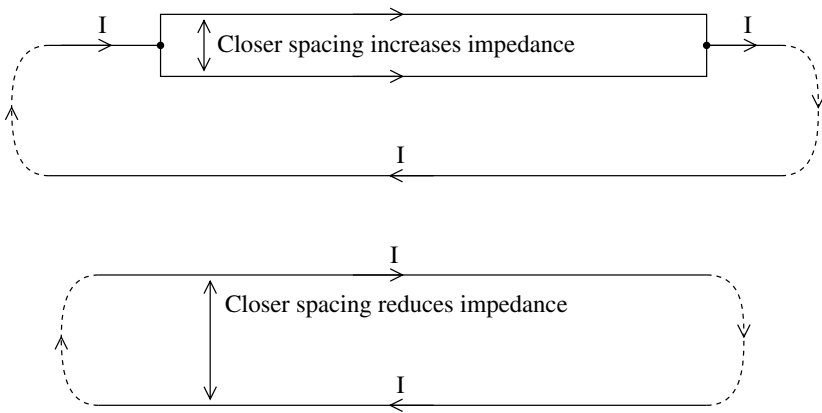 I
I
Closer spacing increases impedance
I
I
Closer spacing reduces impedance
I